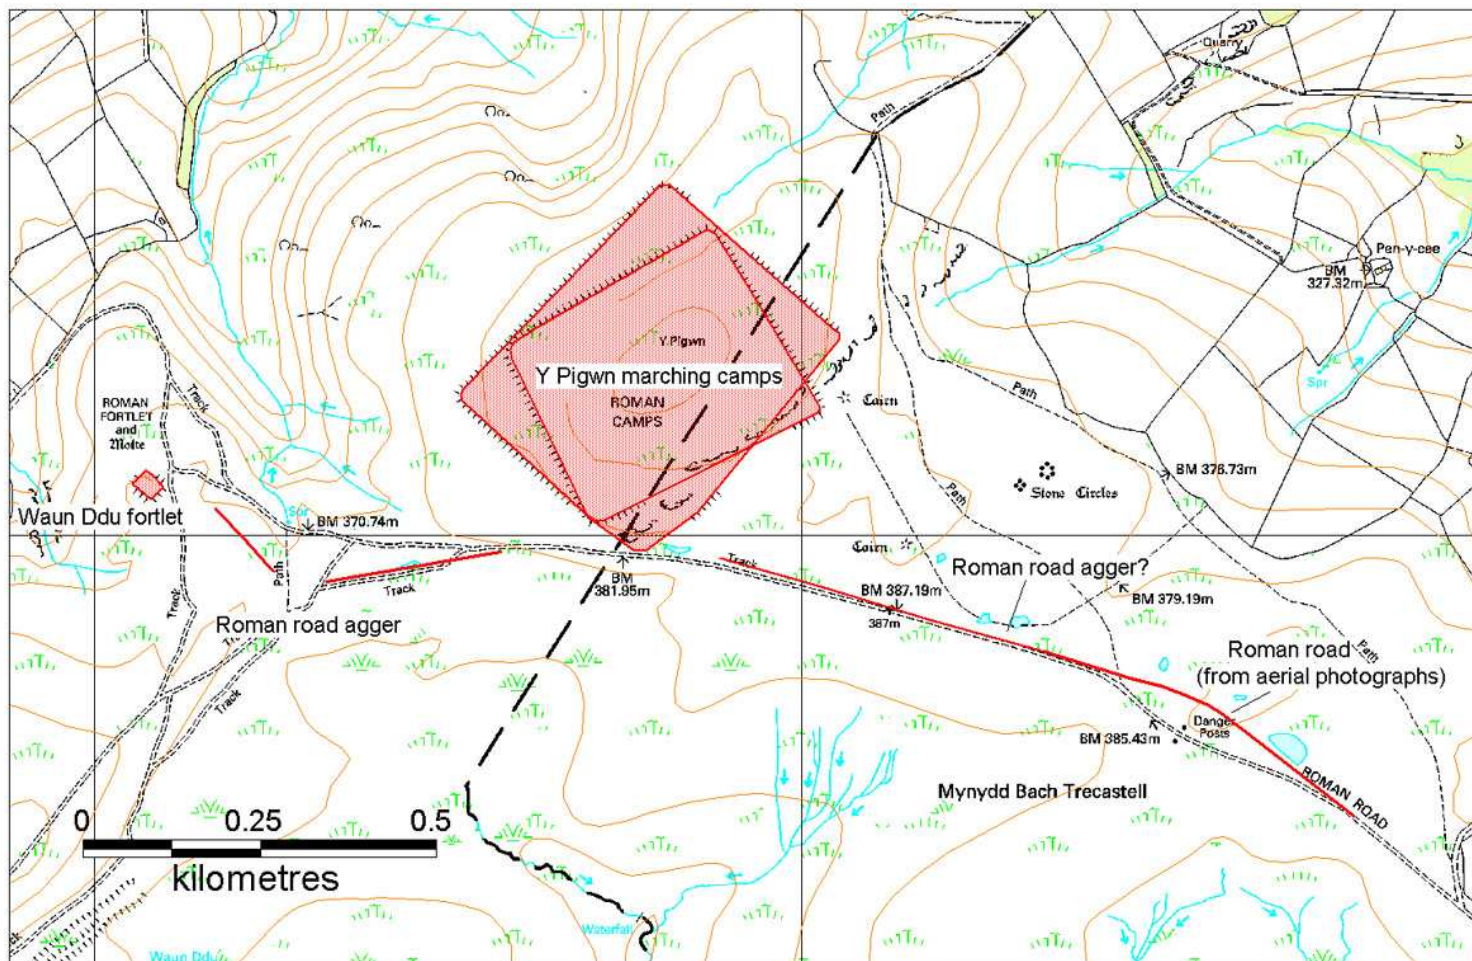 Quarry
Path
Pen-y-cee
BM
327.32m
Y Pigwn
Y Pigwn marching camps
ROMAN
CAMPS
Spr
Track
ROMAN
FORTLET
and
Motte
Cairn
Path
BM 376.73m
Path
Stone Circles
Waun Ddu fortlet
Spr
BM 370.74m
Cairn
Track
Roman road agger?
BM
381.95m
BM 387.19m
BM 379.19m
387m
Path
Track
Track
Roman road agger
Roman road
(from aerial photographs)
Path
Track
Danger
Posts
BM 385.43m
ROMAN ROAD
Mynydd Bach Trecastell
0 0.25 0.5
kilometres
Waterfall
Waun Ddu